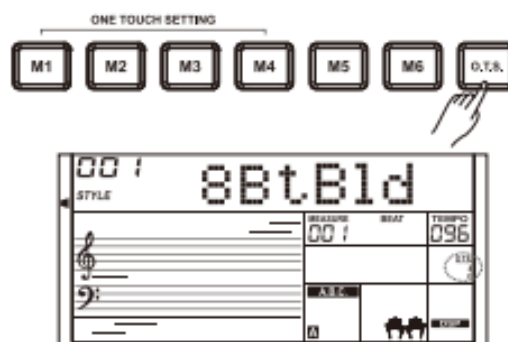 ONE TOUCH SETTING
M1 M2 M3 M4 M5 M6 O.T.S.
001 8BtBld
STYLE
MEASURE BEAT TEMPO
001 096
A.B.C.
A